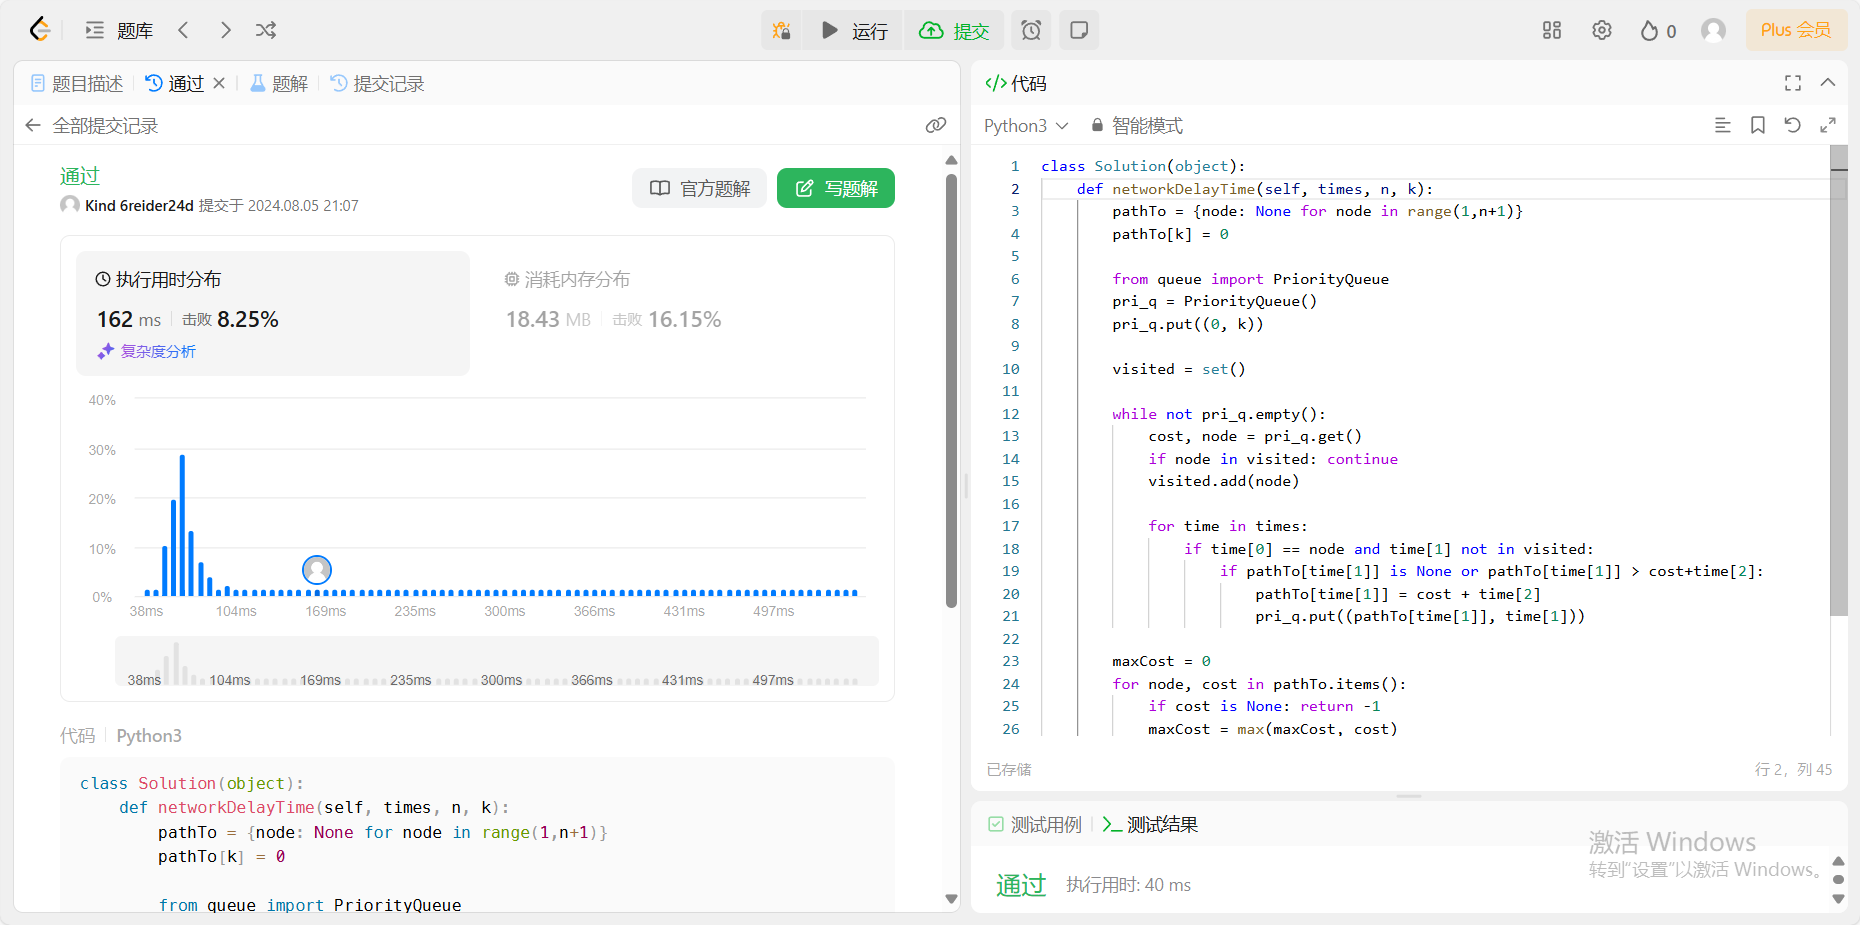 题库
运行
提交
0
Plus 会员
题目描述
通过
题解
提交记录
全部提交记录
通过
Kind 6reider24d 提交于 2024.08.05 21:07
官方题解
写题解
执行用时分布
162 ms 击败 8.25%
复杂度分析
消耗内存分布
18.43 MB 击败 16.15%
40%
30%
20%
10%
0%
38ms 104ms 169ms 235ms 300ms 366ms 431ms 497ms
38ms 104ms 169ms 235ms 300ms 366ms 431ms 497ms
代码 Python3
class Solution(object):
    def networkDelayTime(self, times, n, k):
        pathTo = {node: None for node in range(1,n+1)}
        pathTo[k] = 0
        from queue import PriorityQueue
</>代码
Python3 智能模式
1 class Solution(object):
2     def networkDelayTime(self, times, n, k):
3         pathTo = {node: None for node in range(1,n+1)}
4         pathTo[k] = 0
5
6         from queue import PriorityQueue
7         pri_q = PriorityQueue()
8         pri_q.put((0, k))
9
10         visited = set()
11
12         while not pri_q.empty():
13             cost, node = pri_q.get()
14             if node in visited: continue
15             visited.add(node)
16
17             for time in times:
18                 if time[0] == node and time[1] not in visited:
19                     if pathTo[time[1]] is None or pathTo[time[1]] > cost+time[2]:
20                         pathTo[time[1]] = cost + time[2]
21                         pri_q.put((pathTo[time[1]], time[1]))
22
23         maxCost = 0
24         for node, cost in pathTo.items():
25             if cost is None: return -1
26             maxCost = max(maxCost, cost)
已存储
行 2, 列 45
测试用例
测试结果
通过 执行用时: 40 ms
激活 Windows
转到“设置”以激活 Windows。